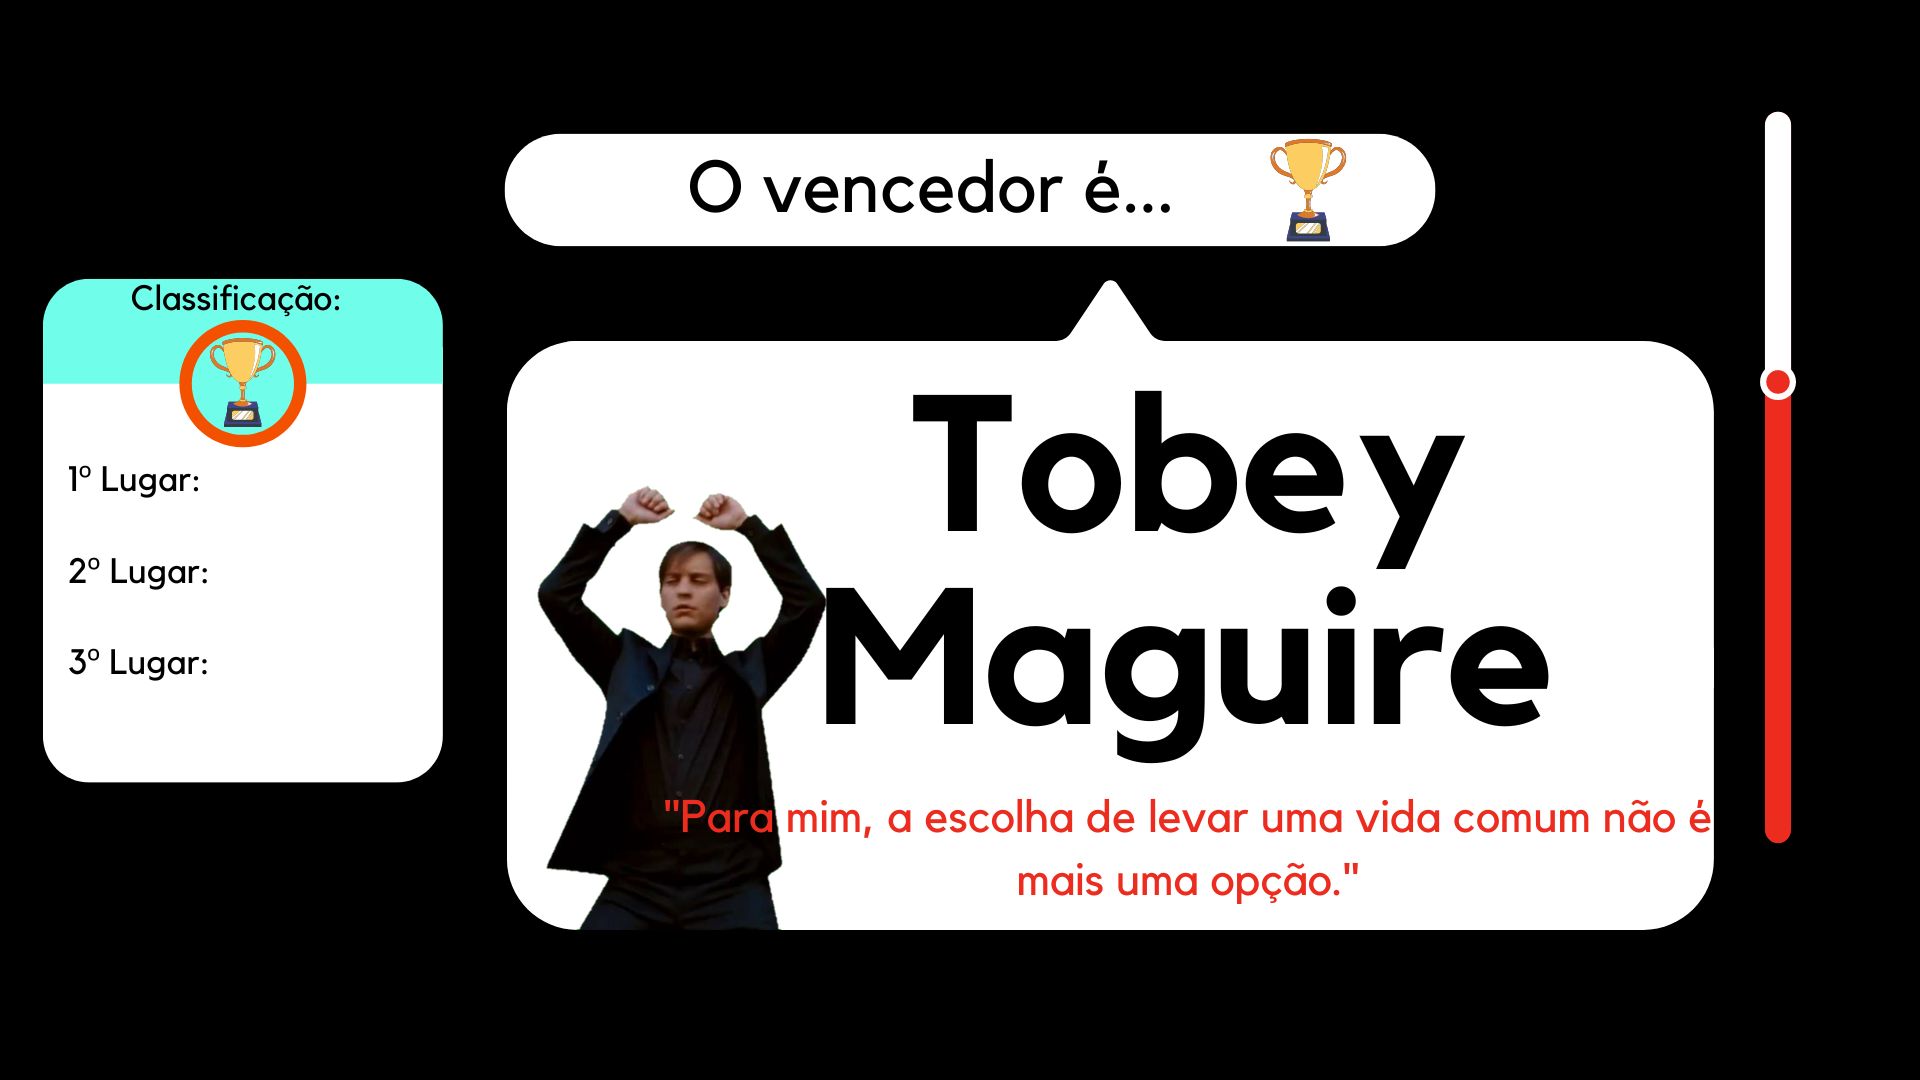 O vencedor é...
Classificação:
1º Lugar:
2º Lugar:
3º Lugar:
Tobey
Maguire
"Para mim, a escolha de levar uma vida comum não é
mais uma opção."